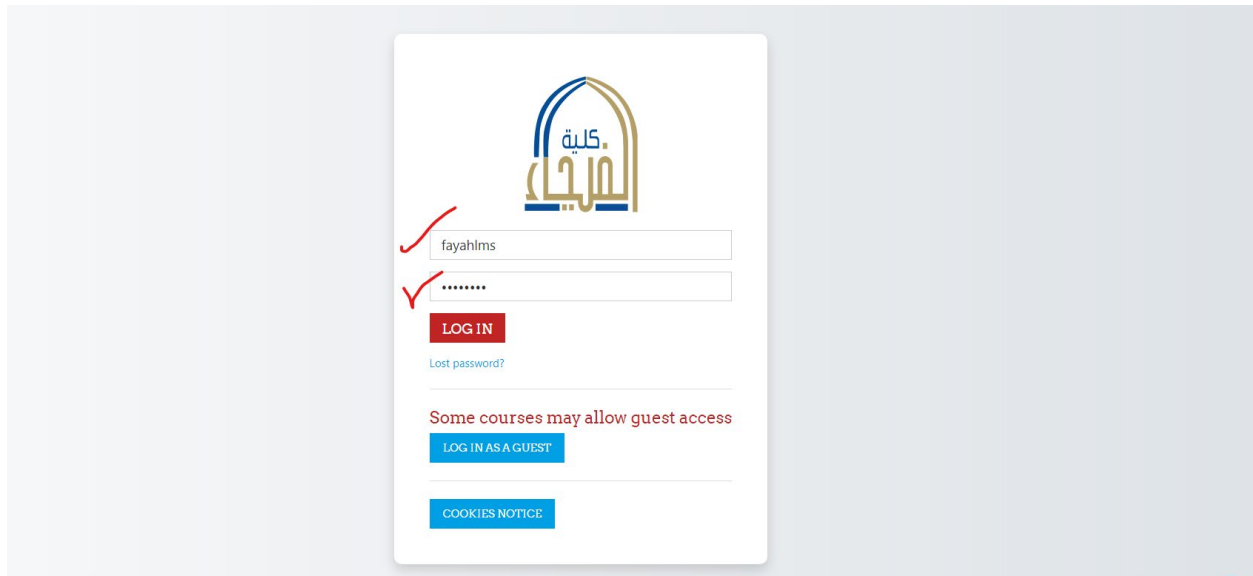 كلية
الفيحاء
fayahlms
••••••••
LOG IN
Lost password?
Some courses may allow guest access
LOG IN AS A GUEST
COOKIES NOTICE